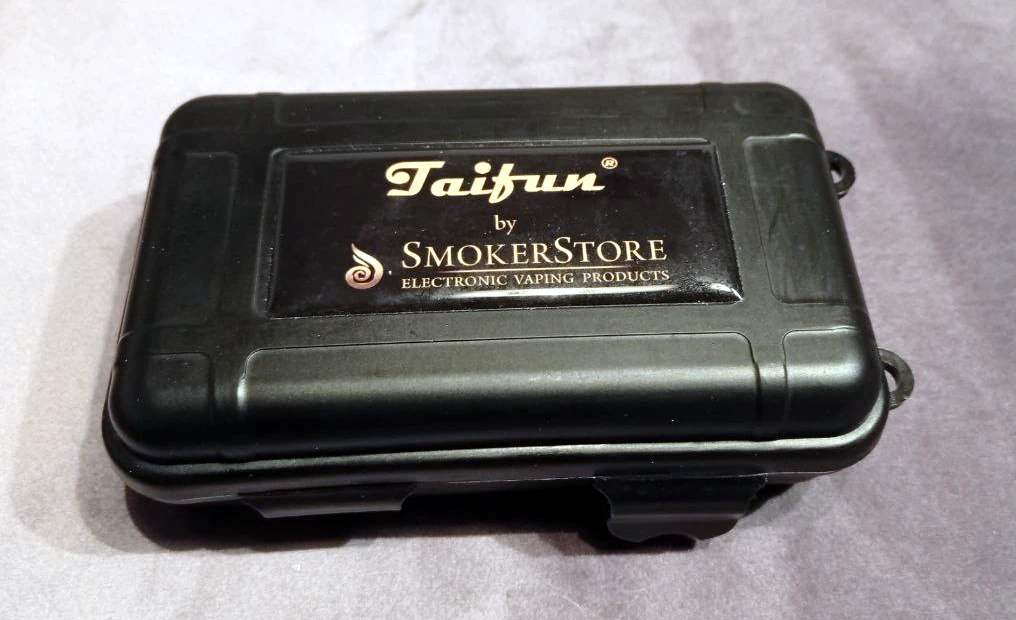 Taifun®
by
SMOKERSTORE
ELECTRONIC VAPING PRODUCTS